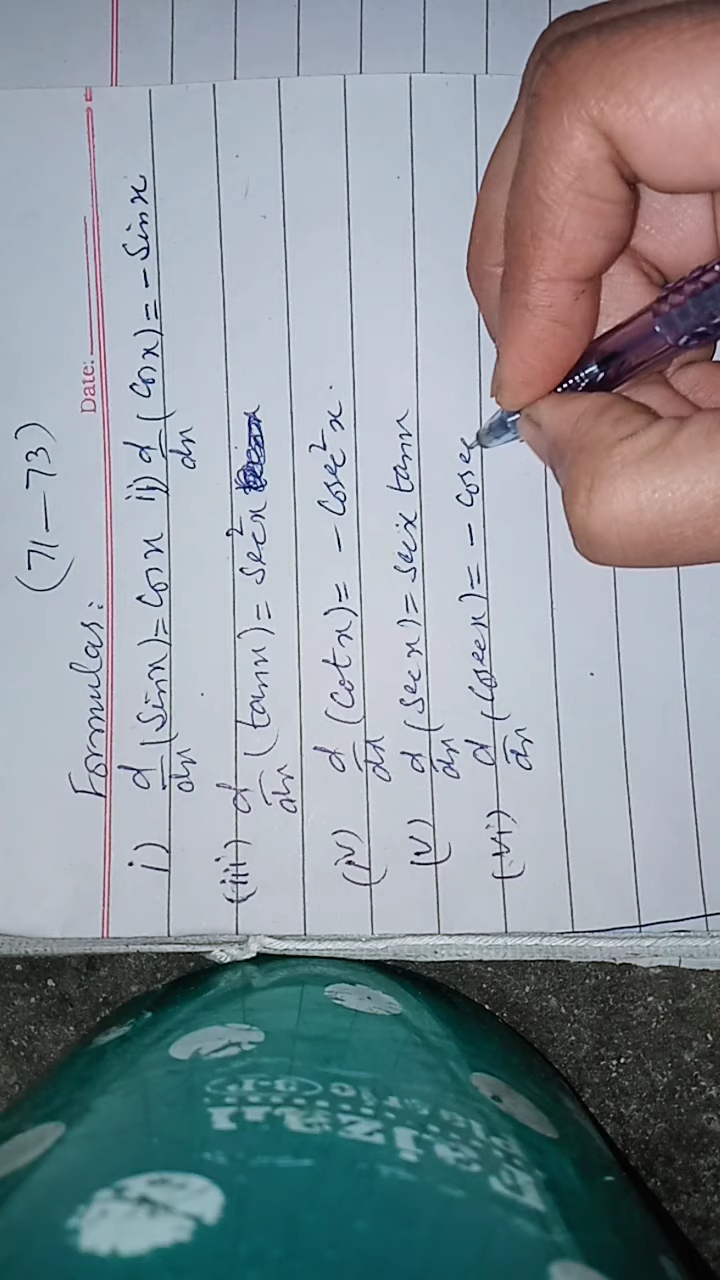 (71-73)
Date:
Formulas:
i) d/dx (Sinx) = Cosx ii) d/dx (Cosx) = -Sinx
(iii) d/dx (tanx) = Sec²x
(iv) d/dx (Cotx) = -Cosec²x.
(v) d/dx (Secx) = Secx tanx
(vi) d/dx (Cosecx) = -Cosec